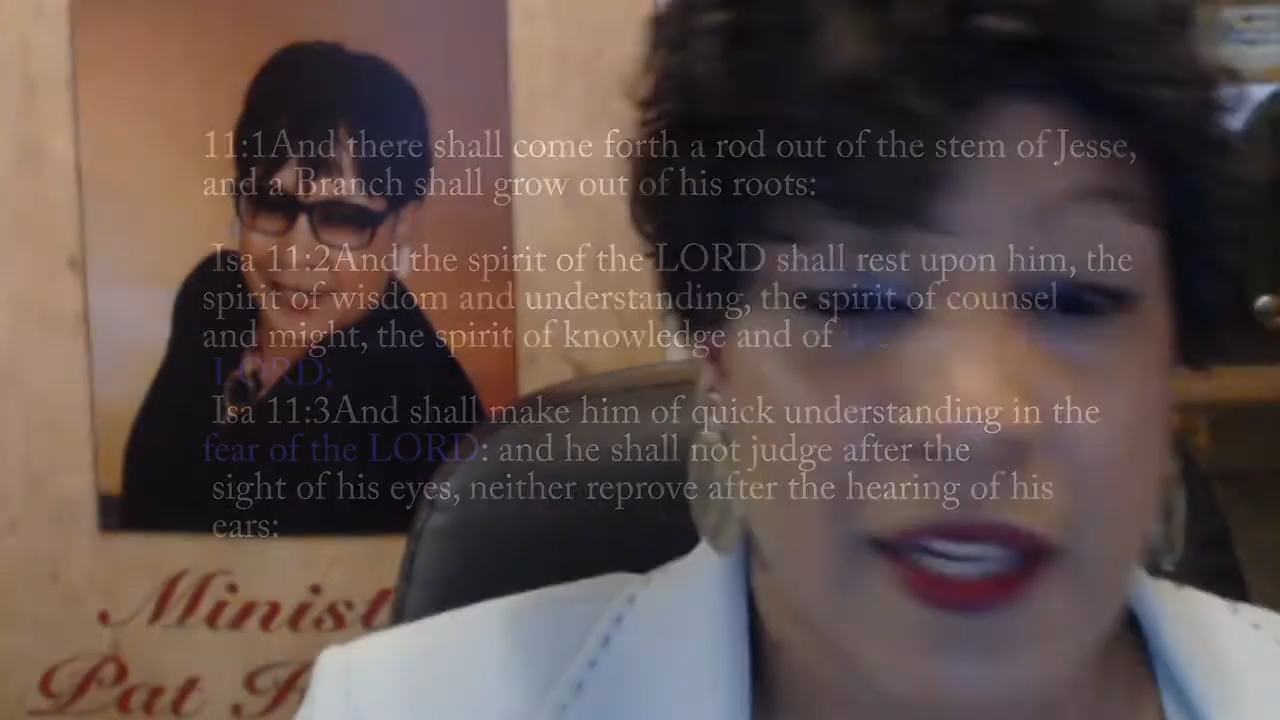 11:1And there shall come forth a rod out of the stem of Jesse,
and a Branch shall grow out of his roots:
Isa 11:2And the spirit of the LORD shall rest upon him, the
spirit of wisdom and understanding, the spirit of counsel
and might, the spirit of knowledge and of
LORD;
Isa 11:3And shall make him of quick understanding in the
fear of the LORD: and he shall not judge after the
sight of his eyes, neither reprove after the hearing of his
ears:
Minist
Pat